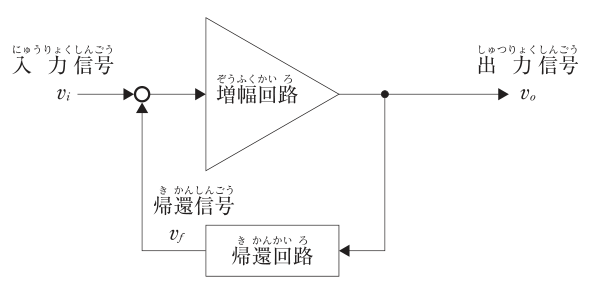 にゅうりょくしんごう
入力信号
v_i
ぞうふくかいろ
増幅回路
しゅつりょくしんごう
出力信号
v_o
きかんしんごう
帰還信号
v_f
きかんかいろ
帰還回路